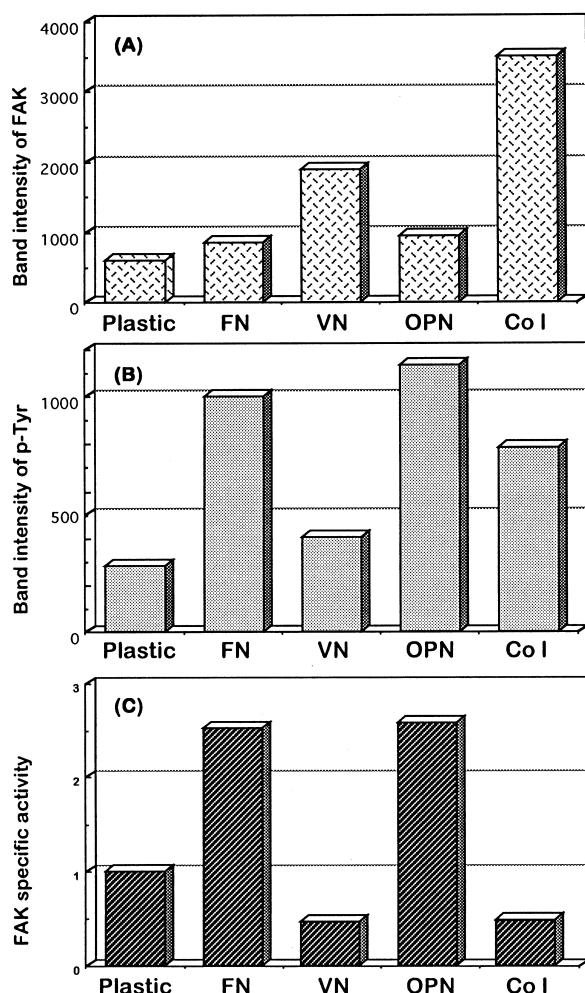 (A)
Band intensity of FAK
4000
3000
2000
1000
0
Plastic FN VN OPN Co I
(B)
Band intensity of p-Tyr
1000
500
0
Plastic FN VN OPN Co I
(C)
FAK specific activity
3
2
1
0
Plastic FN VN OPN Co I